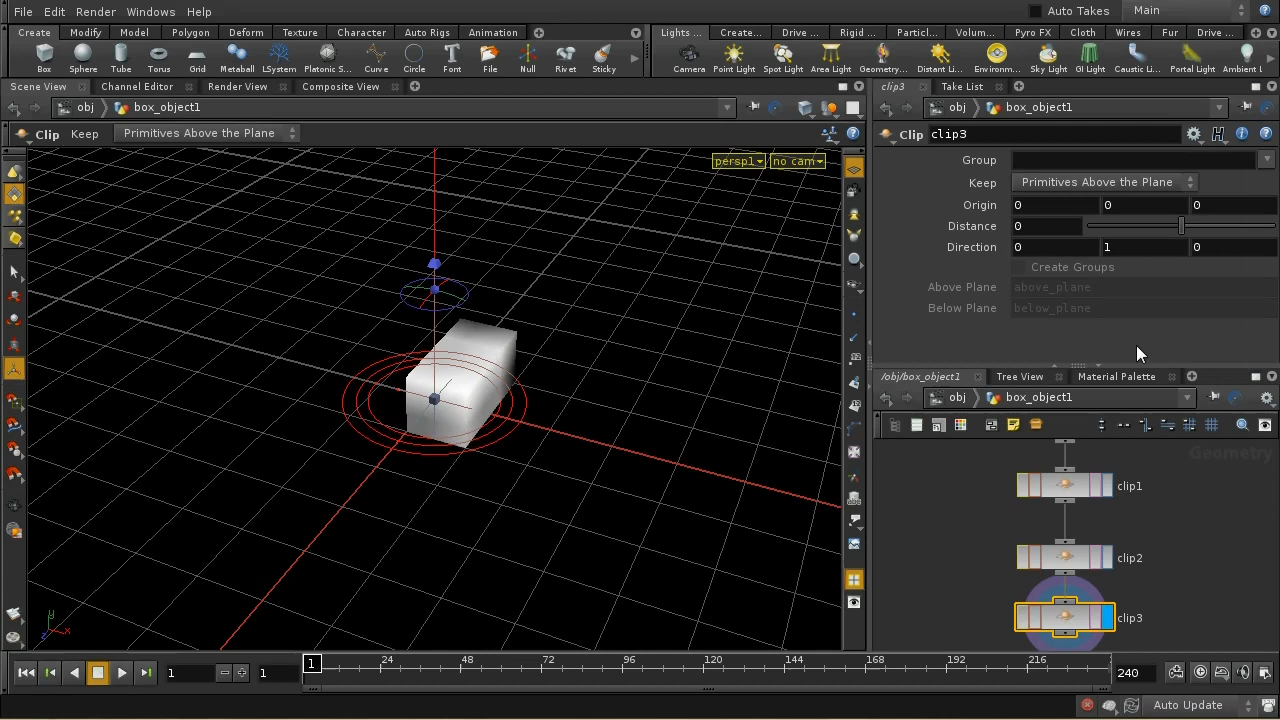 File Edit Render Windows Help Auto Takes Main
Create Modify Model Polygon Deform Texture Character Auto Rigs Animation Lights ... Create... Drive ... Rigid ... Particl... Volum... Pyro FX Cloth Wires Fur Drive ...
Box Sphere Tube Torus Grid Metaball LSystem Platonic S... Curve Circle Font File Null Rivet Sticky Camera Point Light Spot Light Area Light Geometry... Distant Li... Environm... Sky Light GI Light Caustic Li... Portal Light Ambient L
Scene View Channel Editor Render View Composite View clip3 Take List
obj box_object1 obj box_object1
Clip Keep Primitives Above the Plane Clip clip3
persp1 no cam
Group
Keep Primitives Above the Plane
Origin 0 0 0
Distance 0
Direction 0 1 0
Create Groups
Above Plane above_plane
Below Plane below_plane
/obj/box_object1 Tree View Material Palette
obj box_object1
Geometry
clip1
clip2
clip3
y
z x
1 1 1 24 48 72 96 120 144 168 192 216 240
Auto Update